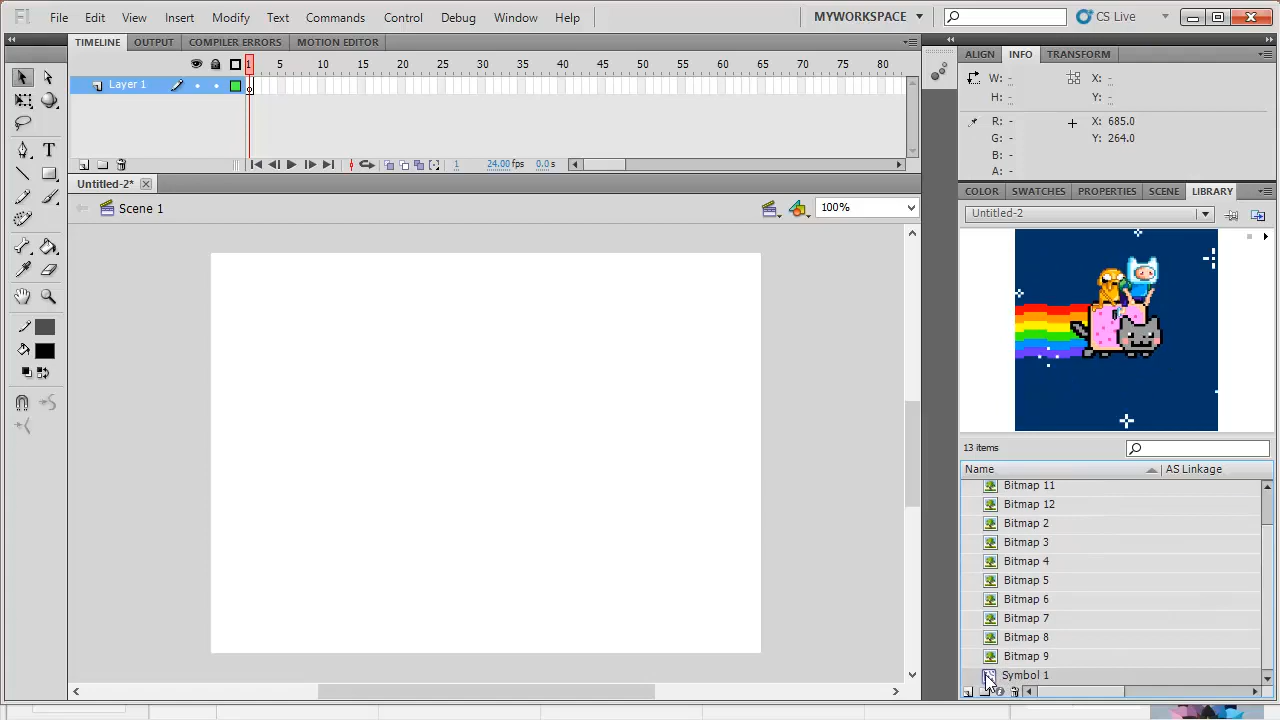 Fl File Edit View Insert Modify Text Commands Control Debug Window Help MYWORKSPACE CS Live
TIMELINE OUTPUT COMPILER ERRORS MOTION EDITOR
1 5 10 15 20 25 30 35 40 45 50 55 60 65 70 75 80
Layer 1
1 24.00 fps 0.0 s
Untitled-2*
Scene 1 100%
ALIGN INFO TRANSFORM
W: - X: -
H: - Y: -
R: - X: 685.0
G: - Y: 264.0
B: -
A: -
COLOR SWATCHES PROPERTIES SCENE LIBRARY
Untitled-2
13 items
Name AS Linkage
Bitmap 11
Bitmap 12
Bitmap 2
Bitmap 3
Bitmap 4
Bitmap 5
Bitmap 6
Bitmap 7
Bitmap 8
Bitmap 9
Symbol 1